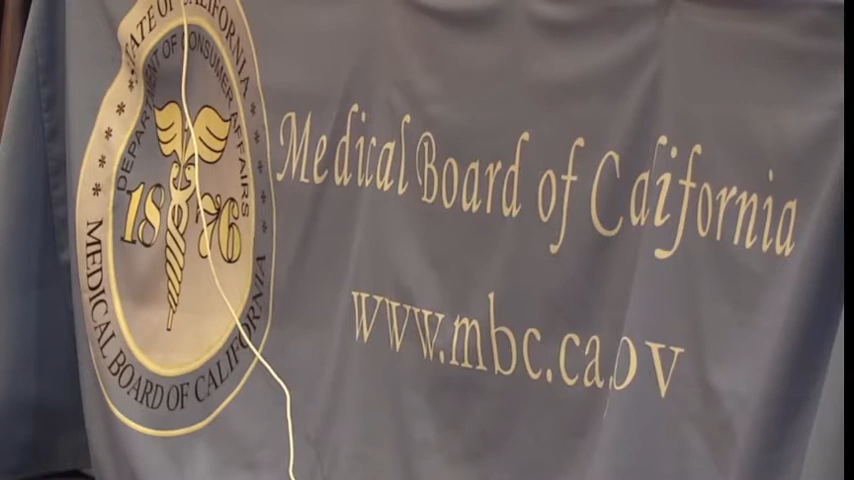 STATE OF CALIFORNIA
DEPARTMENT OF CONSUMER AFFAIRS
1876
MEDICAL BOARD OF CALIFORNIA
Medical Board of California
www.mbc.ca.ov